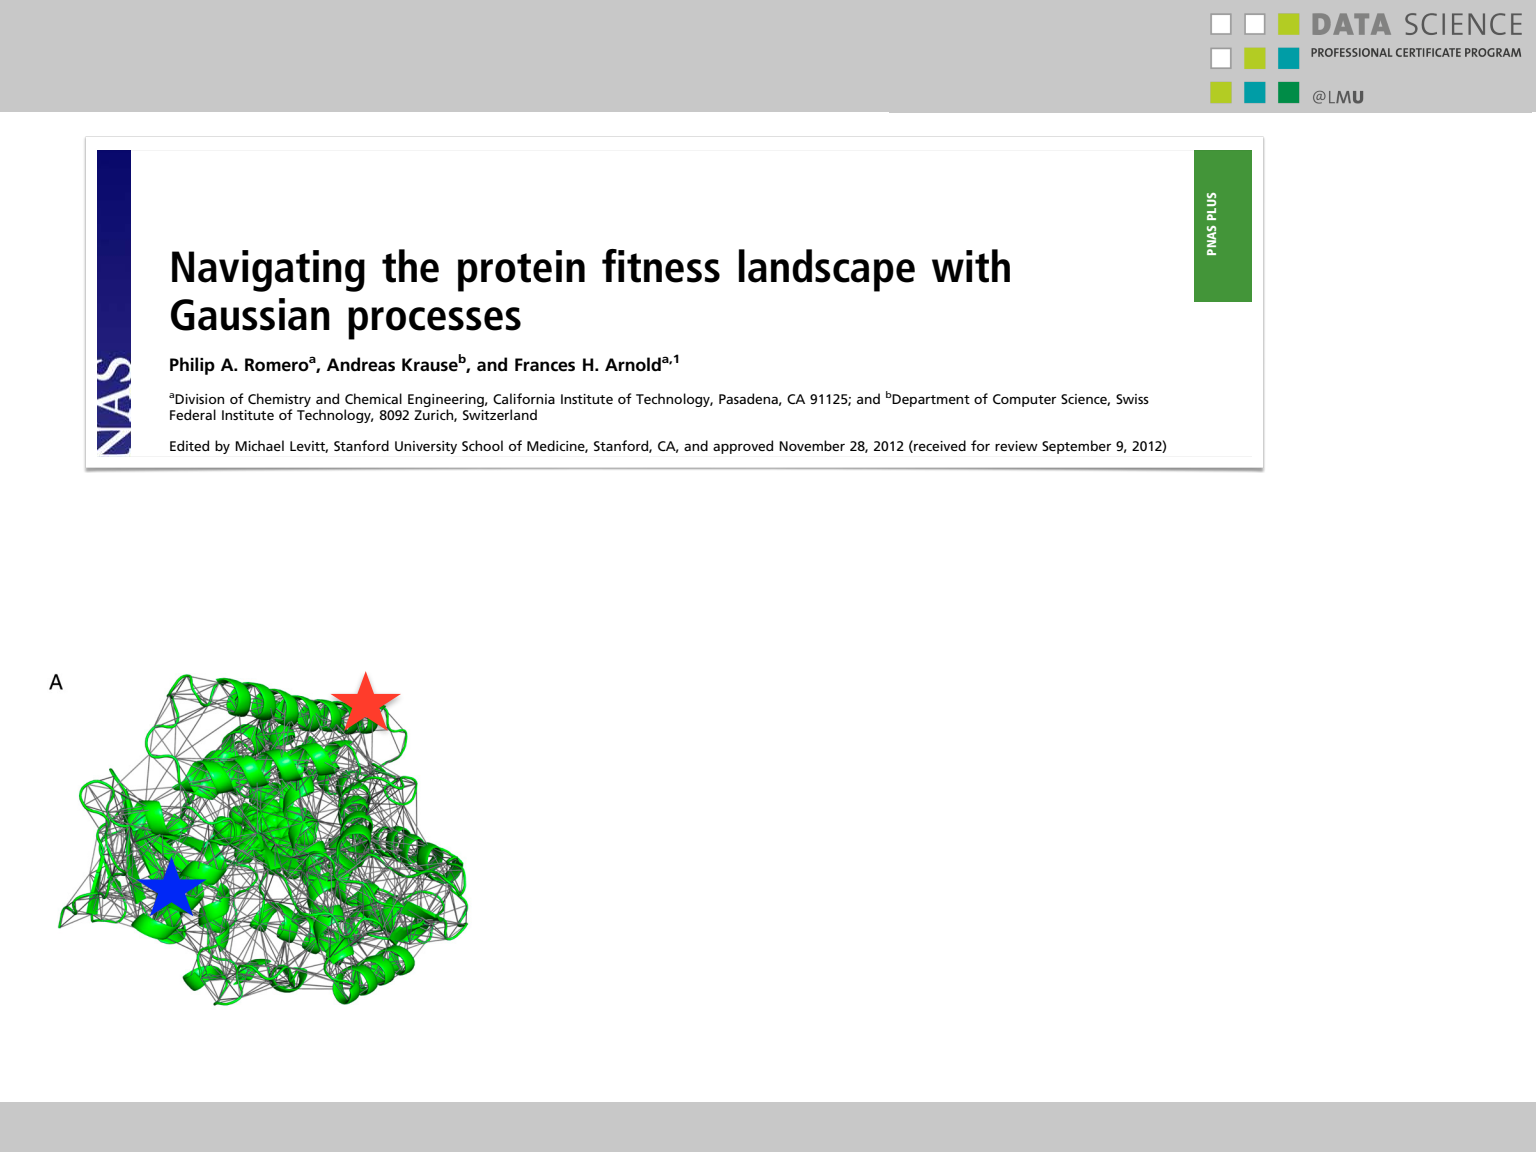 DATA SCIENCE
PROFESSIONAL CERTIFICATE PROGRAM
@LMU
NAS
PNAS PLUS
Navigating the protein fitness landscape with
Gaussian processes
Philip A. Romeroa, Andreas Krauseb, and Frances H. Arnolda,1
aDivision of Chemistry and Chemical Engineering, California Institute of Technology, Pasadena, CA 91125; and bDepartment of Computer Science, Swiss
Federal Institute of Technology, 8092 Zurich, Switzerland
Edited by Michael Levitt, Stanford University School of Medicine, Stanford, CA, and approved November 28, 2012 (received for review September 9, 2012)
A